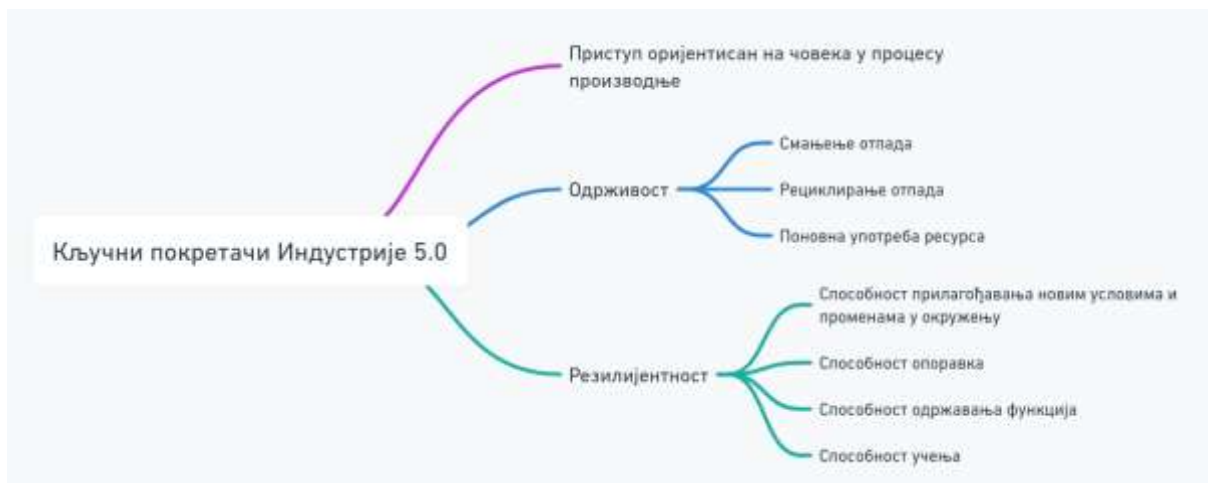 Приступ оријентисан на човека у процесу
производње
Смањење отпада
Одрживост
Рециклирање отпада
Поновна употреба ресурса
Кључни покретачи Индустрије 5.0
Способност прилагођавања новим условима и
променама у окружењу
Способност опоравка
Резилијентност
Способност одржавања функција
Способност учења